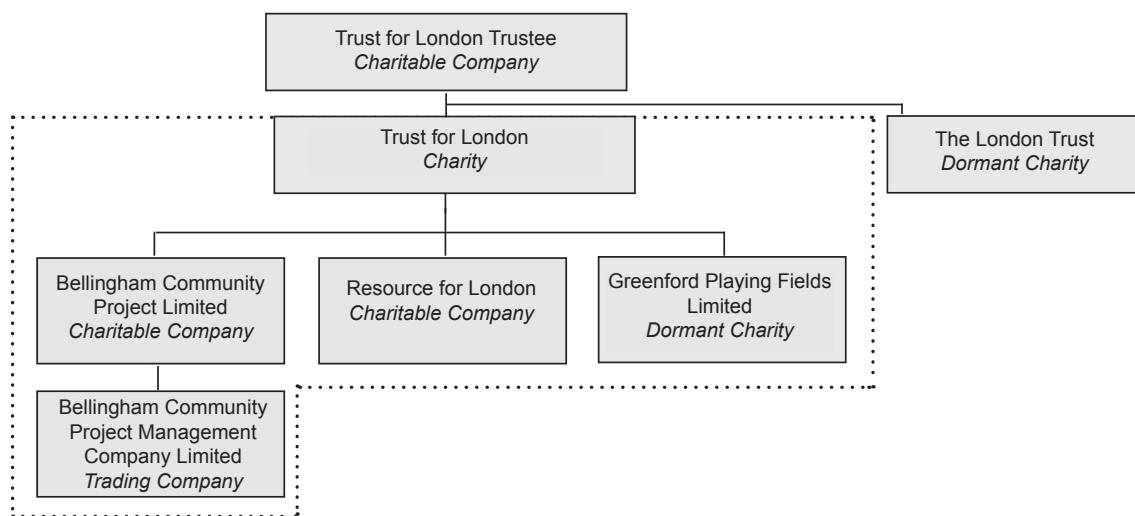 Trust for London Trustee
Charitable Company
Trust for London
Charity
The London Trust
Dormant Charity
Bellingham Community
Project Limited
Charitable Company
Resource for London
Charitable Company
Greenford Playing Fields
Limited
Dormant Charity
Bellingham Community
Project Management
Company Limited
Trading Company